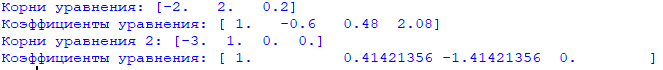 Корни уравнения: [-2.   2.   0.2]
Коэффициенты уравнения: [ 1.   -0.6   0.48  2.08]
Корни уравнения 2: [-3.  1.  0.  0.]
Коэффициенты уравнения: [ 1.          0.41421356 -1.41421356  0.        ]